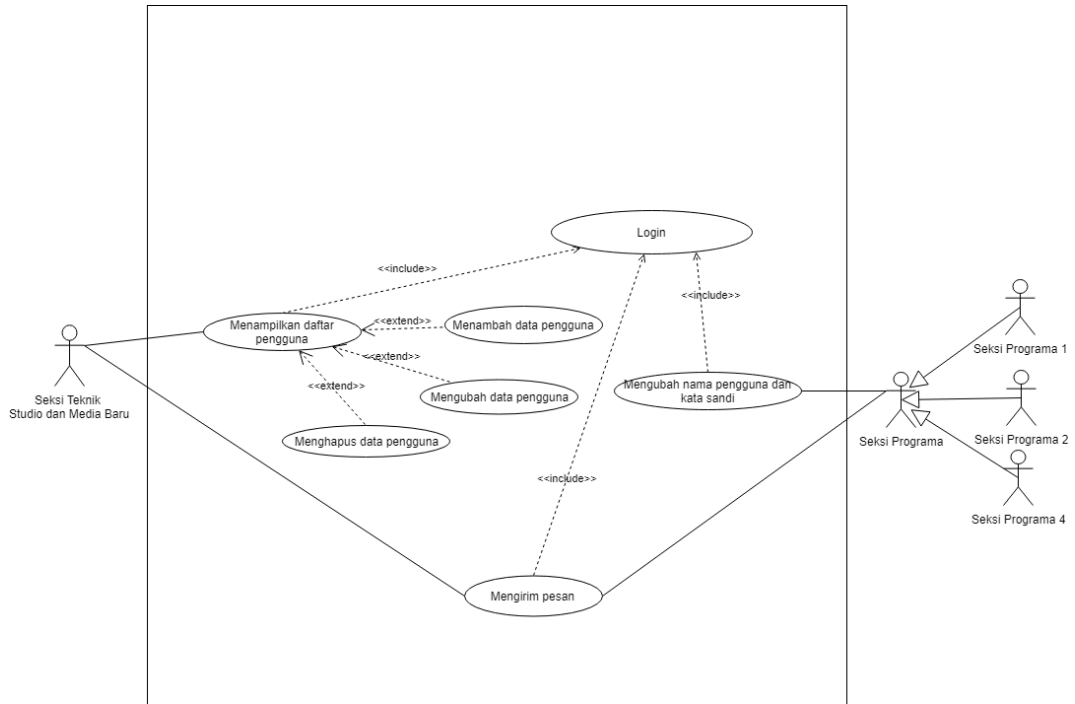 Login
<<include>>
Menampilkan daftar
pengguna
<<extend>>
Menambah data pengguna
<<include>>
<<extend>>
<<extend>>
Mengubah data pengguna
Mengubah nama pengguna dan
kata sandi
Menghapus data pengguna
<<include>>
Mengirim pesan
Seksi Teknik
Studio dan Media Baru
Seksi Programa
Seksi Programa 1
Seksi Programa 2
Seksi Programa 4